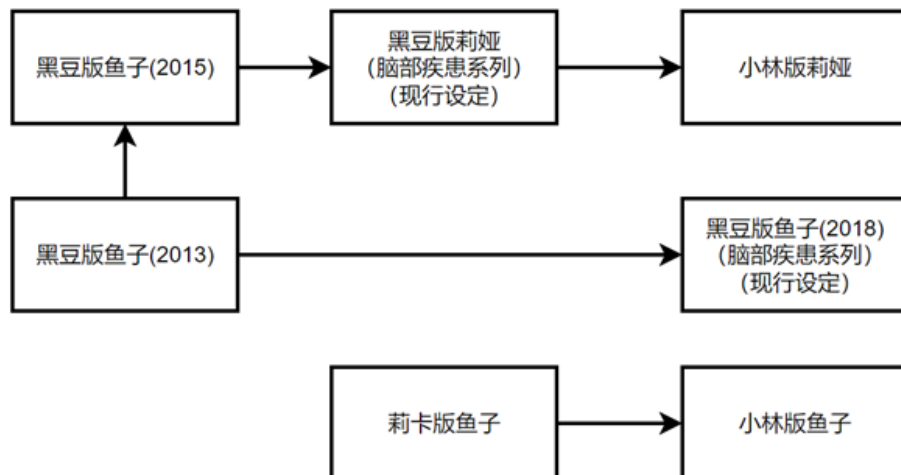 黑豆版鱼子(2015)
黑豆版莉娅
（脑部疾患系列）
（现行设定）
小林版莉娅
黑豆版鱼子(2013)
黑豆版鱼子(2018)
（脑部疾患系列）
（现行设定）
莉卡版鱼子
小林版鱼子